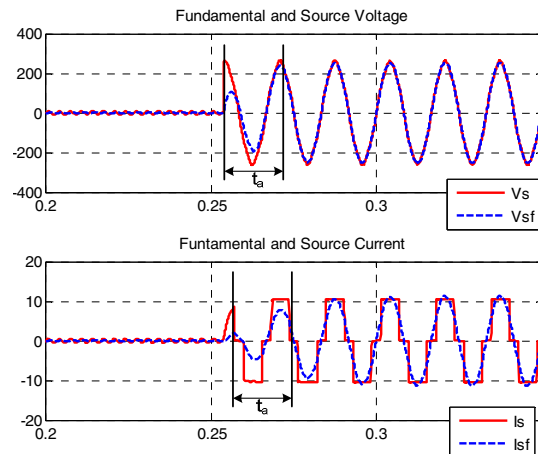 Fundamental and Source Voltage
400
200
0
-200
-400
0.2
0.25
0.3
ta
Vs
Vsf
Funtamental and Source Current
20
10
0
-10
-20
0.2
0.25
0.3
ta
Is
Isf